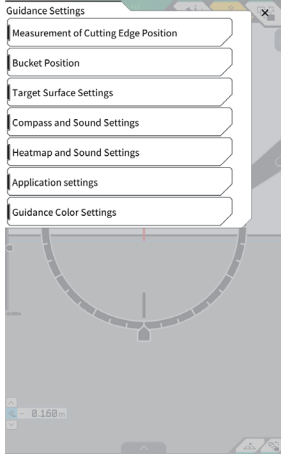 Guidance Settings
Measurement of Cutting Edge Position
Bucket Position
Target Surface Settings
Compass and Sound Settings
Heatmap and Sound Settings
Application settings
Guidance Color Settings
0.160 m